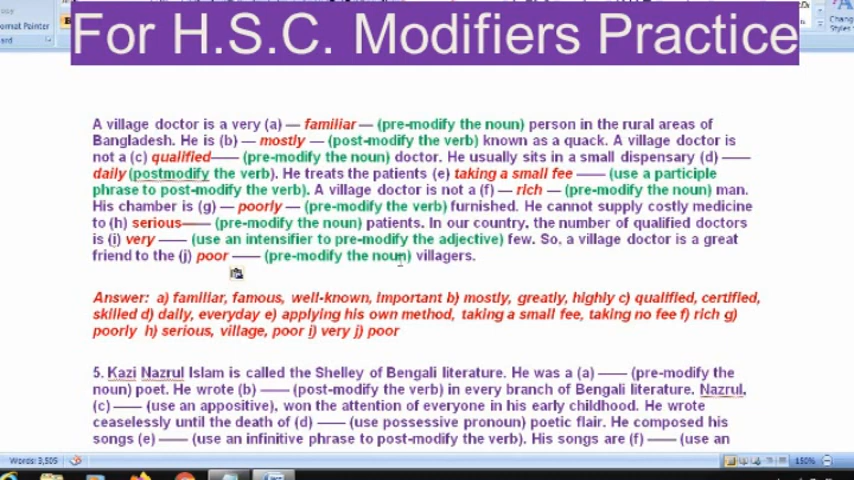 For H.S.C. Modifiers Practice
ormat Painter
ard
Chang
Styles
A village doctor is a very (a) — familiar — (pre-modify the noun) person in the rural areas of
Bangladesh. He is (b) — mostly — (post-modify the verb) known as a quack. A village doctor is
not a (c) qualified—— (pre-modify the noun) doctor. He usually sits in a small dispensary (d) ——
daily (postmodify the verb). He treats the patients (e) taking a small fee —— (use a participle
phrase to post-modify the verb). A village doctor is not a (f) — rich — (pre-modify the noun) man.
His chamber is (g) — poorly — (pre-modify the verb) furnished. He cannot supply costly medicine
to (h) serious—— (pre-modify the noun) patients. In our country, the number of qualified doctors
is (i) very —— (use an intensifier to pre-modify the adjective) few. So, a village doctor is a great
friend to the (j) poor —— (pre-modify the noun) villagers.
Answer: a) familiar, famous, well-known, important b) mostly, greatly, highly c) qualified, certified,
skilled d) daily, everyday e) applying his own method, taking a small fee, taking no fee f) rich g)
poorly h) serious, village, poor i) very j) poor
5. Kazi Nazrul Islam is called the Shelley of Bengali literature. He was a (a) —— (pre-modify the
noun) poet. He wrote (b) —— (post-modify the verb) in every branch of Bengali literature. Nazrul,
(c) —— (use an appositive), won the attention of everyone in his early childhood. He wrote
ceaselessly until the death of (d) —— (use possessive pronoun) poetic flair. He composed his
songs (e) —— (use an infinitive phrase to post-modify the verb). His songs are (f) —— (use an
Words: 3,505
150%